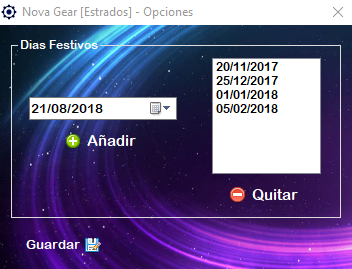 Nova Gear [Estrados] - Opciones
Dias Festivos
21/08/2018
Añadir
20/11/2017
25/12/2017
01/01/2018
05/02/2018
Quitar
Guardar